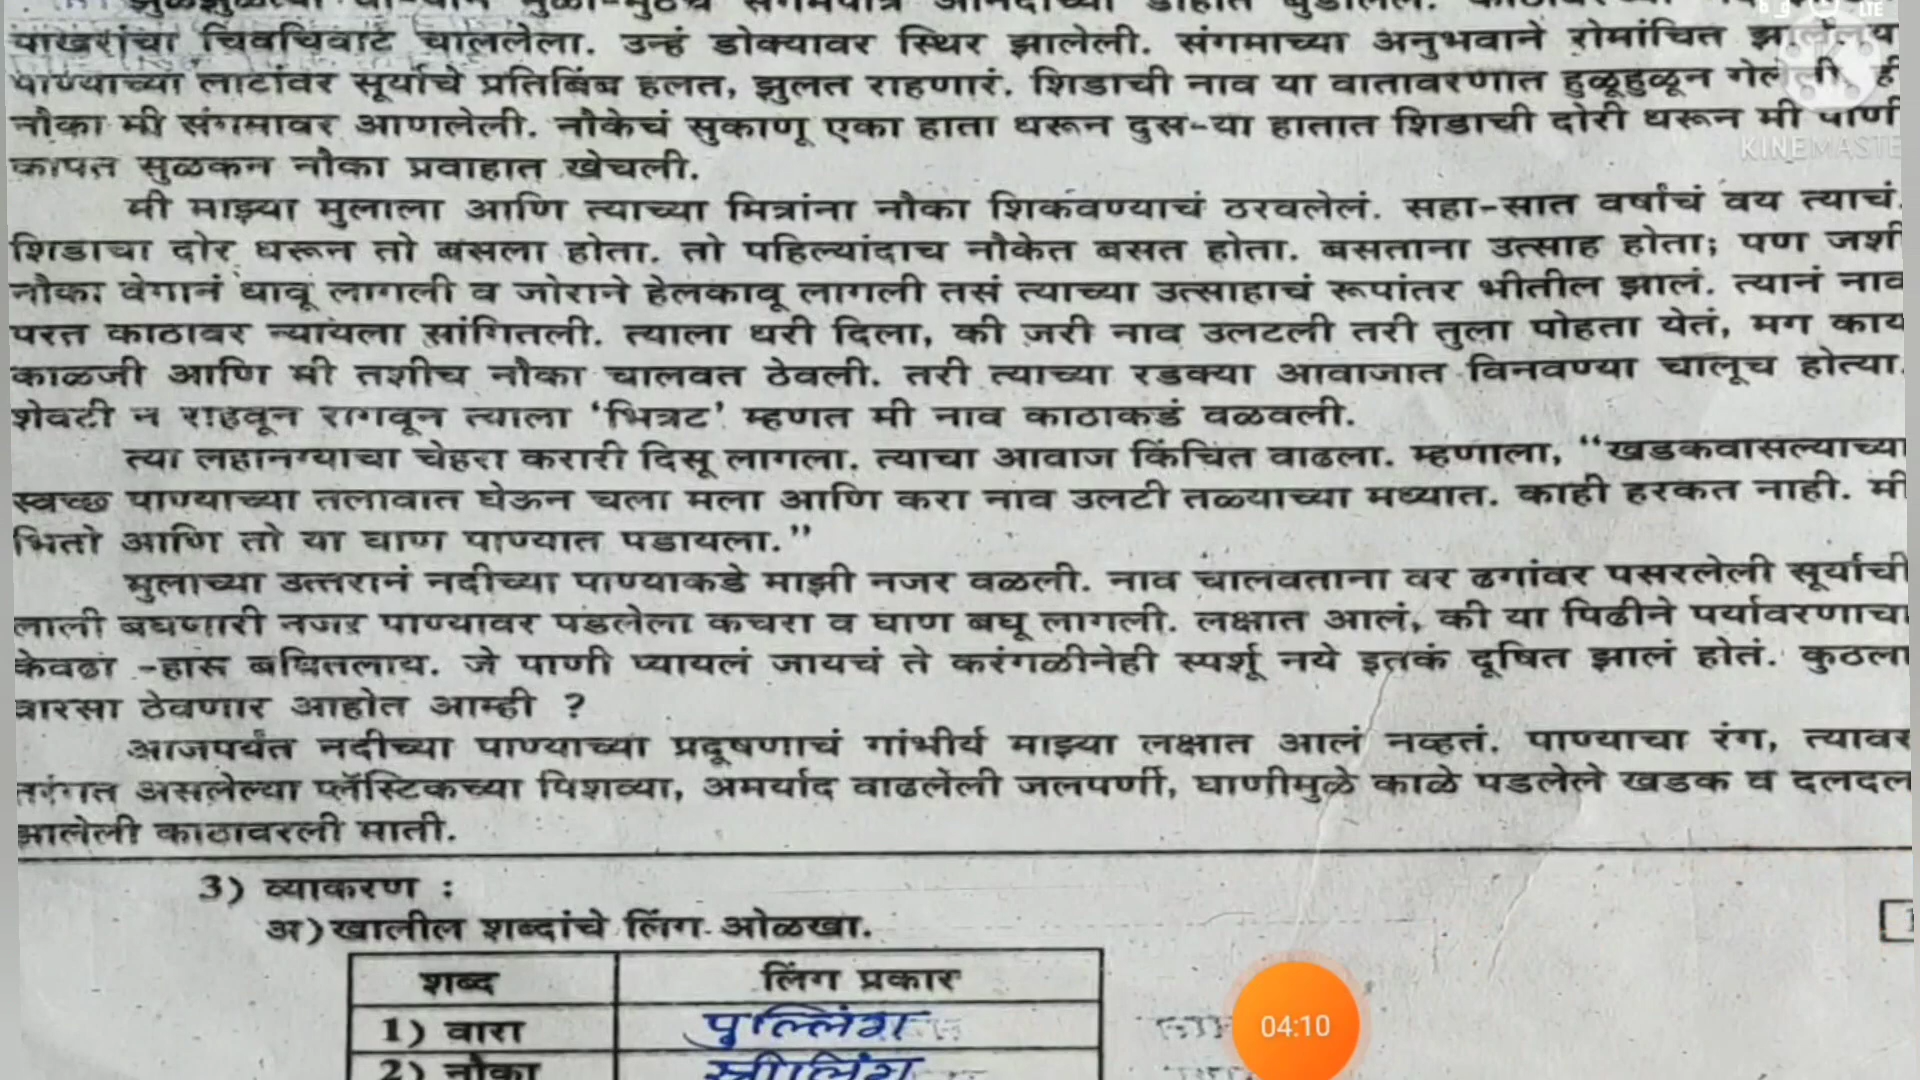 पाखरांचा चिवचिवाट चाललेला. उन्हं डोक्यावर स्थिर झालेली. संगमाच्या अनुभवाने रोमांचित झालेल्या
पाण्याच्या लाटांवर सूर्याचे प्रतिबिंब हलत, झुलत राहणारं. शिडाची नाव या वातावरणात हुळूहुळून गेलेली. ही
नौका मी संगमावर आणलेली. नौकेचं सुकाणू एका हाता धरून दुस-या हातात शिडाची दोरी धरून मी पाणी
कापत सुळकन नौका प्रवाहात खेचली.
KINEMASTE
मी माझ्या मुलाला आणि त्याच्या मित्रांना नौका शिकवण्याचं ठरवलेलं. सहा-सात वर्षांचं वय त्याचं.
शिडाचा दोर धरून तो बसला होता. तो पहिल्यांदाच नौकेत बसत होता. बसताना उत्साह होता; पण जशी
नौका वेगानं धावू लागली व जोराने हेलकावू लागली तसं त्याच्या उत्साहाचं रूपांतर भीतील झालं. त्यानं नाव
परत काठावर न्यायला सांगितली. त्याला धरी दिला, की जरी नाव उलटली तरी तुला पोहता येतं, मग काय
काळजी आणि मी तशीच नौका चालवत ठेवली. तरी त्याच्या रडक्या आवाजात विनवण्या चालूच होत्या.
शेवटी न राहवून रागवून त्याला 'भित्रट' म्हणत मी नाव काठाकडं वळवली.
त्या लहानग्याचा चेहरा करारी दिसू लागला. त्याचा आवाज किंचित वाढला. म्हणाला, "खडकवासल्याच्या
स्वच्छ पाण्याच्या तलावात घेऊन चला मला आणि करा नाव उलटी तळ्याच्या मध्यात. काही हरकत नाही. मी
भितो आणि तो या घाण पाण्यात पडायला."
मुलाच्या उत्तरानं नदीच्या पाण्याकडे माझी नजर वळली. नाव चालवताना वर ढगांवर पसरलेली सूर्याची
लाली बघणारी नजर पाण्यावर पडलेला कचरा व घाण बघू लागली. लक्षात आलं, की या पिढीने पर्यावरणाचा
केवढा -हास बघितलाय. जे पाणी प्यायलं जायचं ते करंगळीनेही स्पर्शू नये इतकं दूषित झालं होतं. कुठला
वारसा ठेवणार आहोत आम्ही ?
आजपर्यंत नदीच्या पाण्याच्या प्रदूषणाचं गांभीर्य माझ्या लक्षात आलं नव्हतं. पाण्याचा रंग, त्यावर
तरंगत असलेल्या प्लॅस्टिकच्या पिशव्या, अमर्याद वाढलेली जलपर्णी, घाणीमुळे काळे पडलेले खडक व दलदल
झालेली काठावरली माती.
3) व्याकरण :
अ) खालील शब्दांचे लिंग ओळखा.
शब्द लिंग प्रकार
1) वारा पुल्लिंग
2) नौका स्त्रीलिंग
04:10